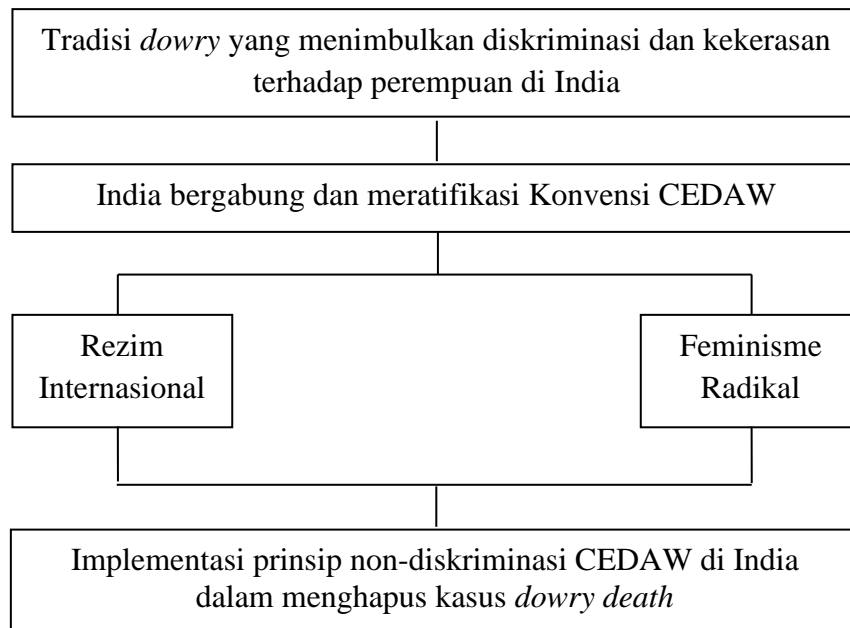 Tradisi dowry yang menimbulkan diskriminasi dan kekerasan
terhadap perempuan di India
India bergabung dan meratifikasi Konvensi CEDAW
Rezim
Internasional
Feminisme
Radikal
Implementasi prinsip non-diskriminasi CEDAW di India
dalam menghapus kasus dowry death